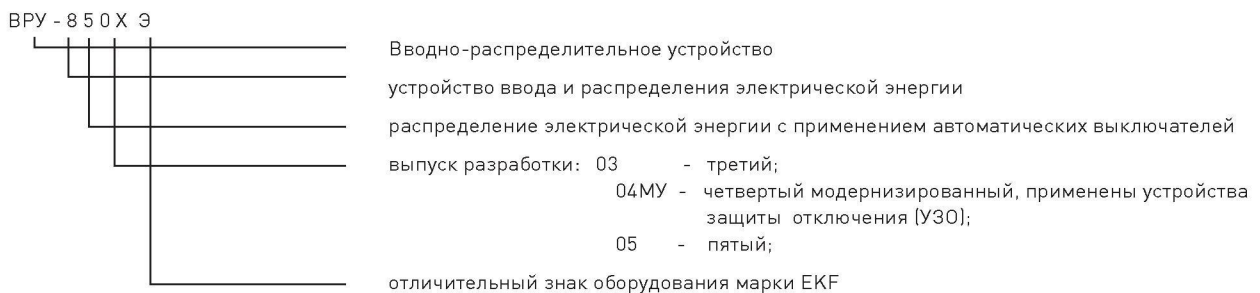 ВРУ - 8 5 0 Х Э
Вводно-распределительное устройство
устройство ввода и распределения электрической энергии
распределение электрической энергии с применением автоматических выключателей
выпуск разработки: 03 - третий;
04МУ - четвертый модернизированный, применены устройства
защиты отключения (УЗО);
05 - пятый;
отличительный знак оборудования марки EKF